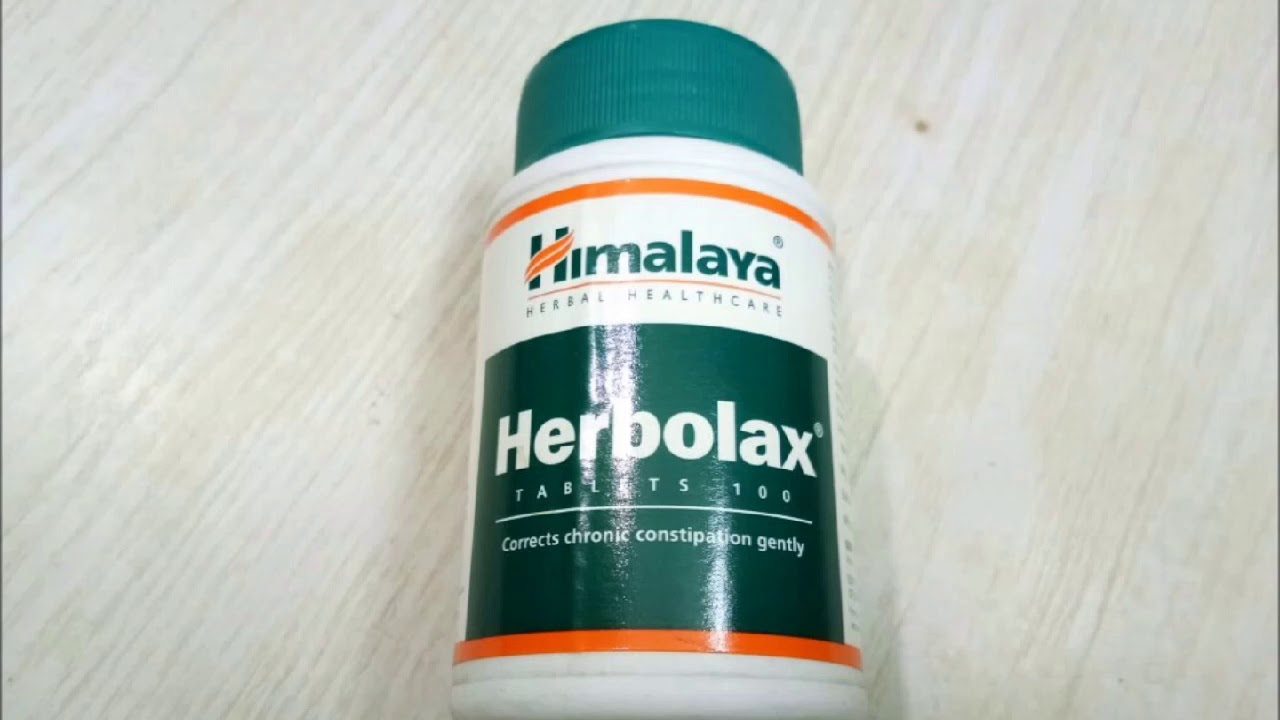 Himalaya®
HERBAL HEALTHCARE
Herbolax®
TABLETS 100
Corrects chronic constipation gently